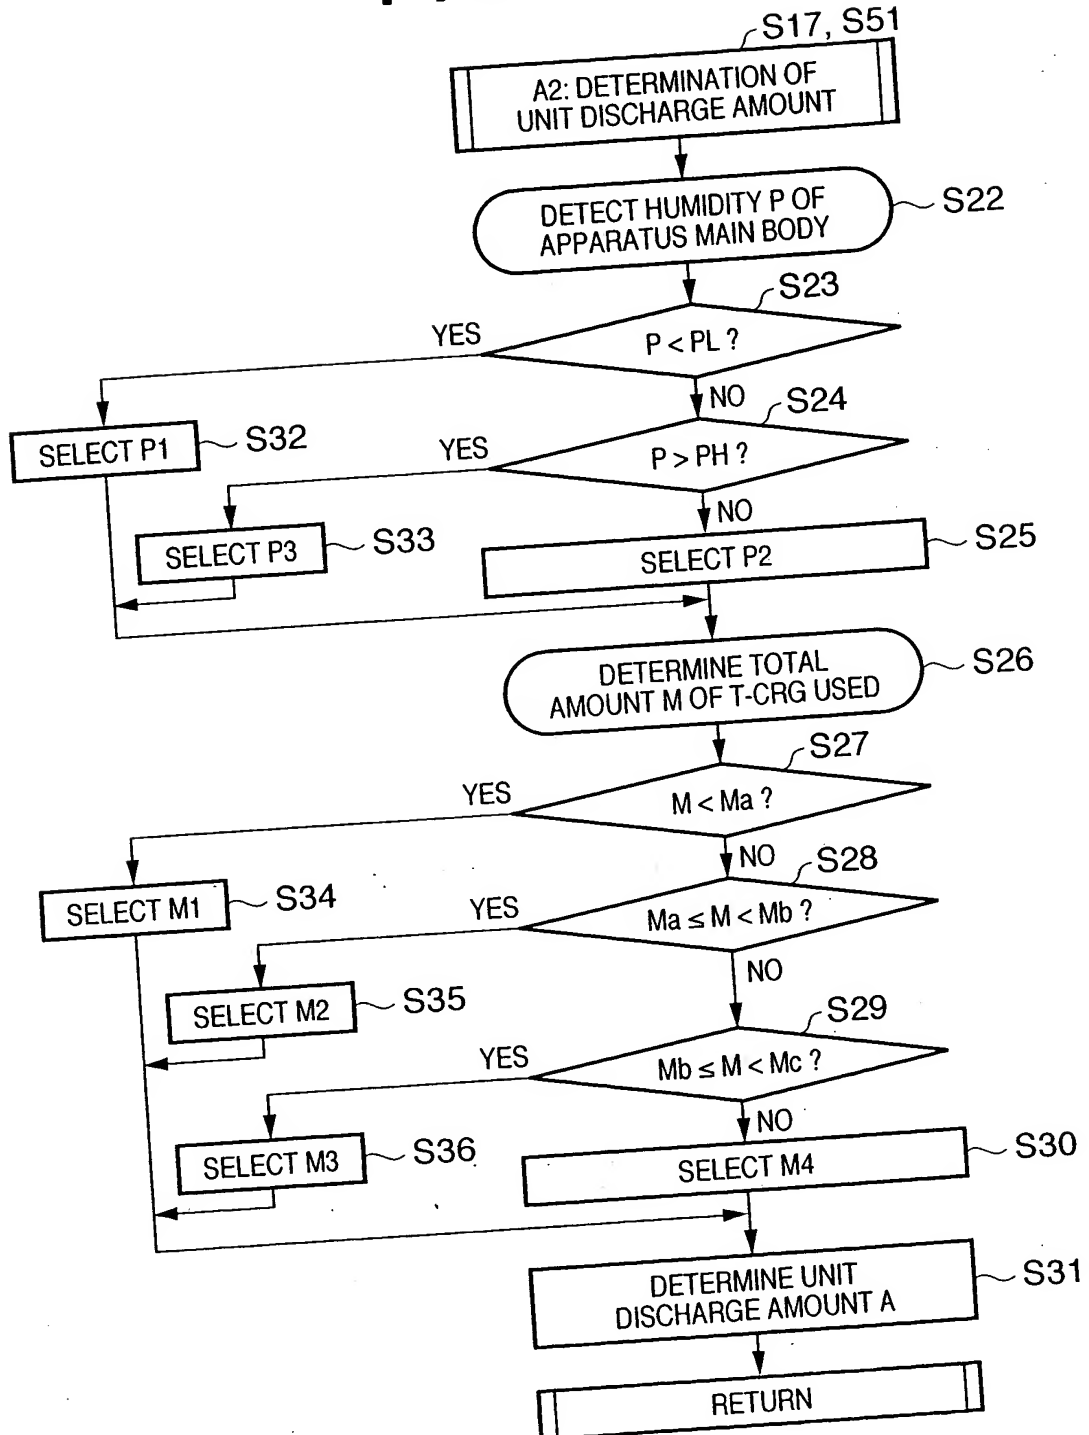 S17, S51
A2: DETERMINATION OF
UNIT DISCHARGE AMOUNT
DETECT HUMIDITY P OF
APPARATUS MAIN BODY
S22
S23
YES
P < PL ?
NO
S24
SELECT P1
S32
YES
P > PH ?
NO
SELECT P3
S33
SELECT P2
S25
DETERMINE TOTAL
AMOUNT M OF T-CRG USED
S26
S27
YES
M < Ma ?
NO
S28
SELECT M1
S34
YES
Ma ≤ M < Mb ?
NO
SELECT M2
S35
S29
YES
Mb ≤ M < Mc ?
NO
SELECT M3
S36
SELECT M4
S30
DETERMINE UNIT
DISCHARGE AMOUNT A
S31
RETURN